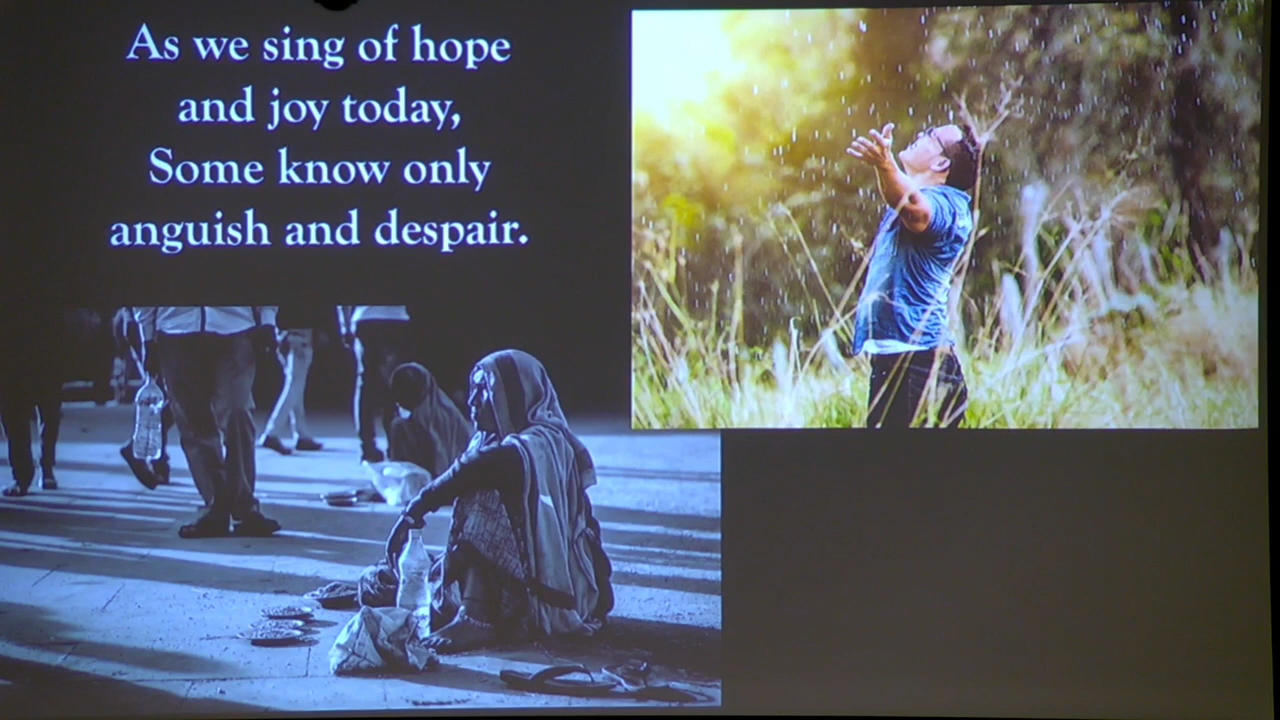 As we sing of hope
and joy today,
Some know only
anguish and despair.